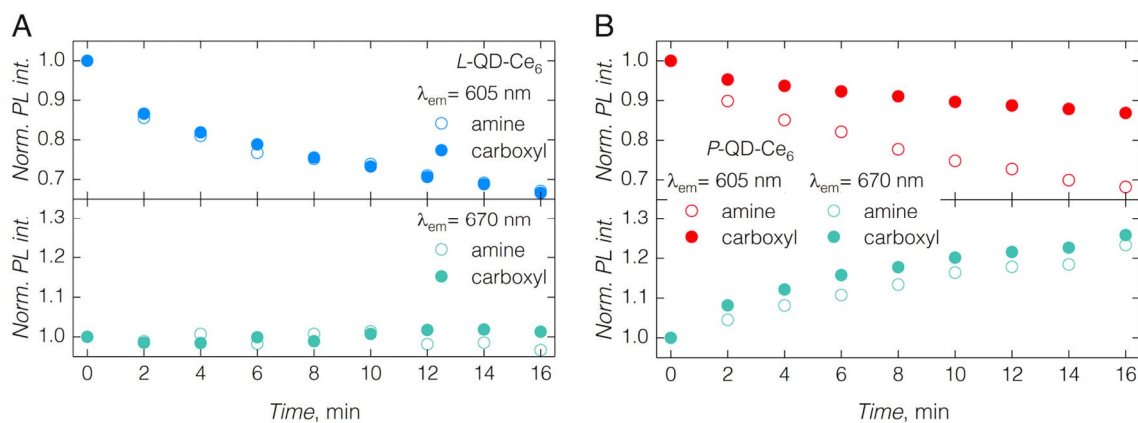 A
Norm. PL int.
1.0
0.9
0.8
0.7
L-QD-Ce6
λem= 605 nm
amine
carboxyl
Norm. PL int.
1.3
1.2
1.1
1.0
λem= 670 nm
amine
carboxyl
0 2 4 6 8 10 12 14 16
Time, min
B
Norm. PL int.
1.0
0.9
0.8
0.7
P-QD-Ce6
λem= 605 nm λem= 670 nm
amine amine
carboxyl carboxyl
Norm. PL int.
1.3
1.2
1.1
1.0
0 2 4 6 8 10 12 14 16
Time, min